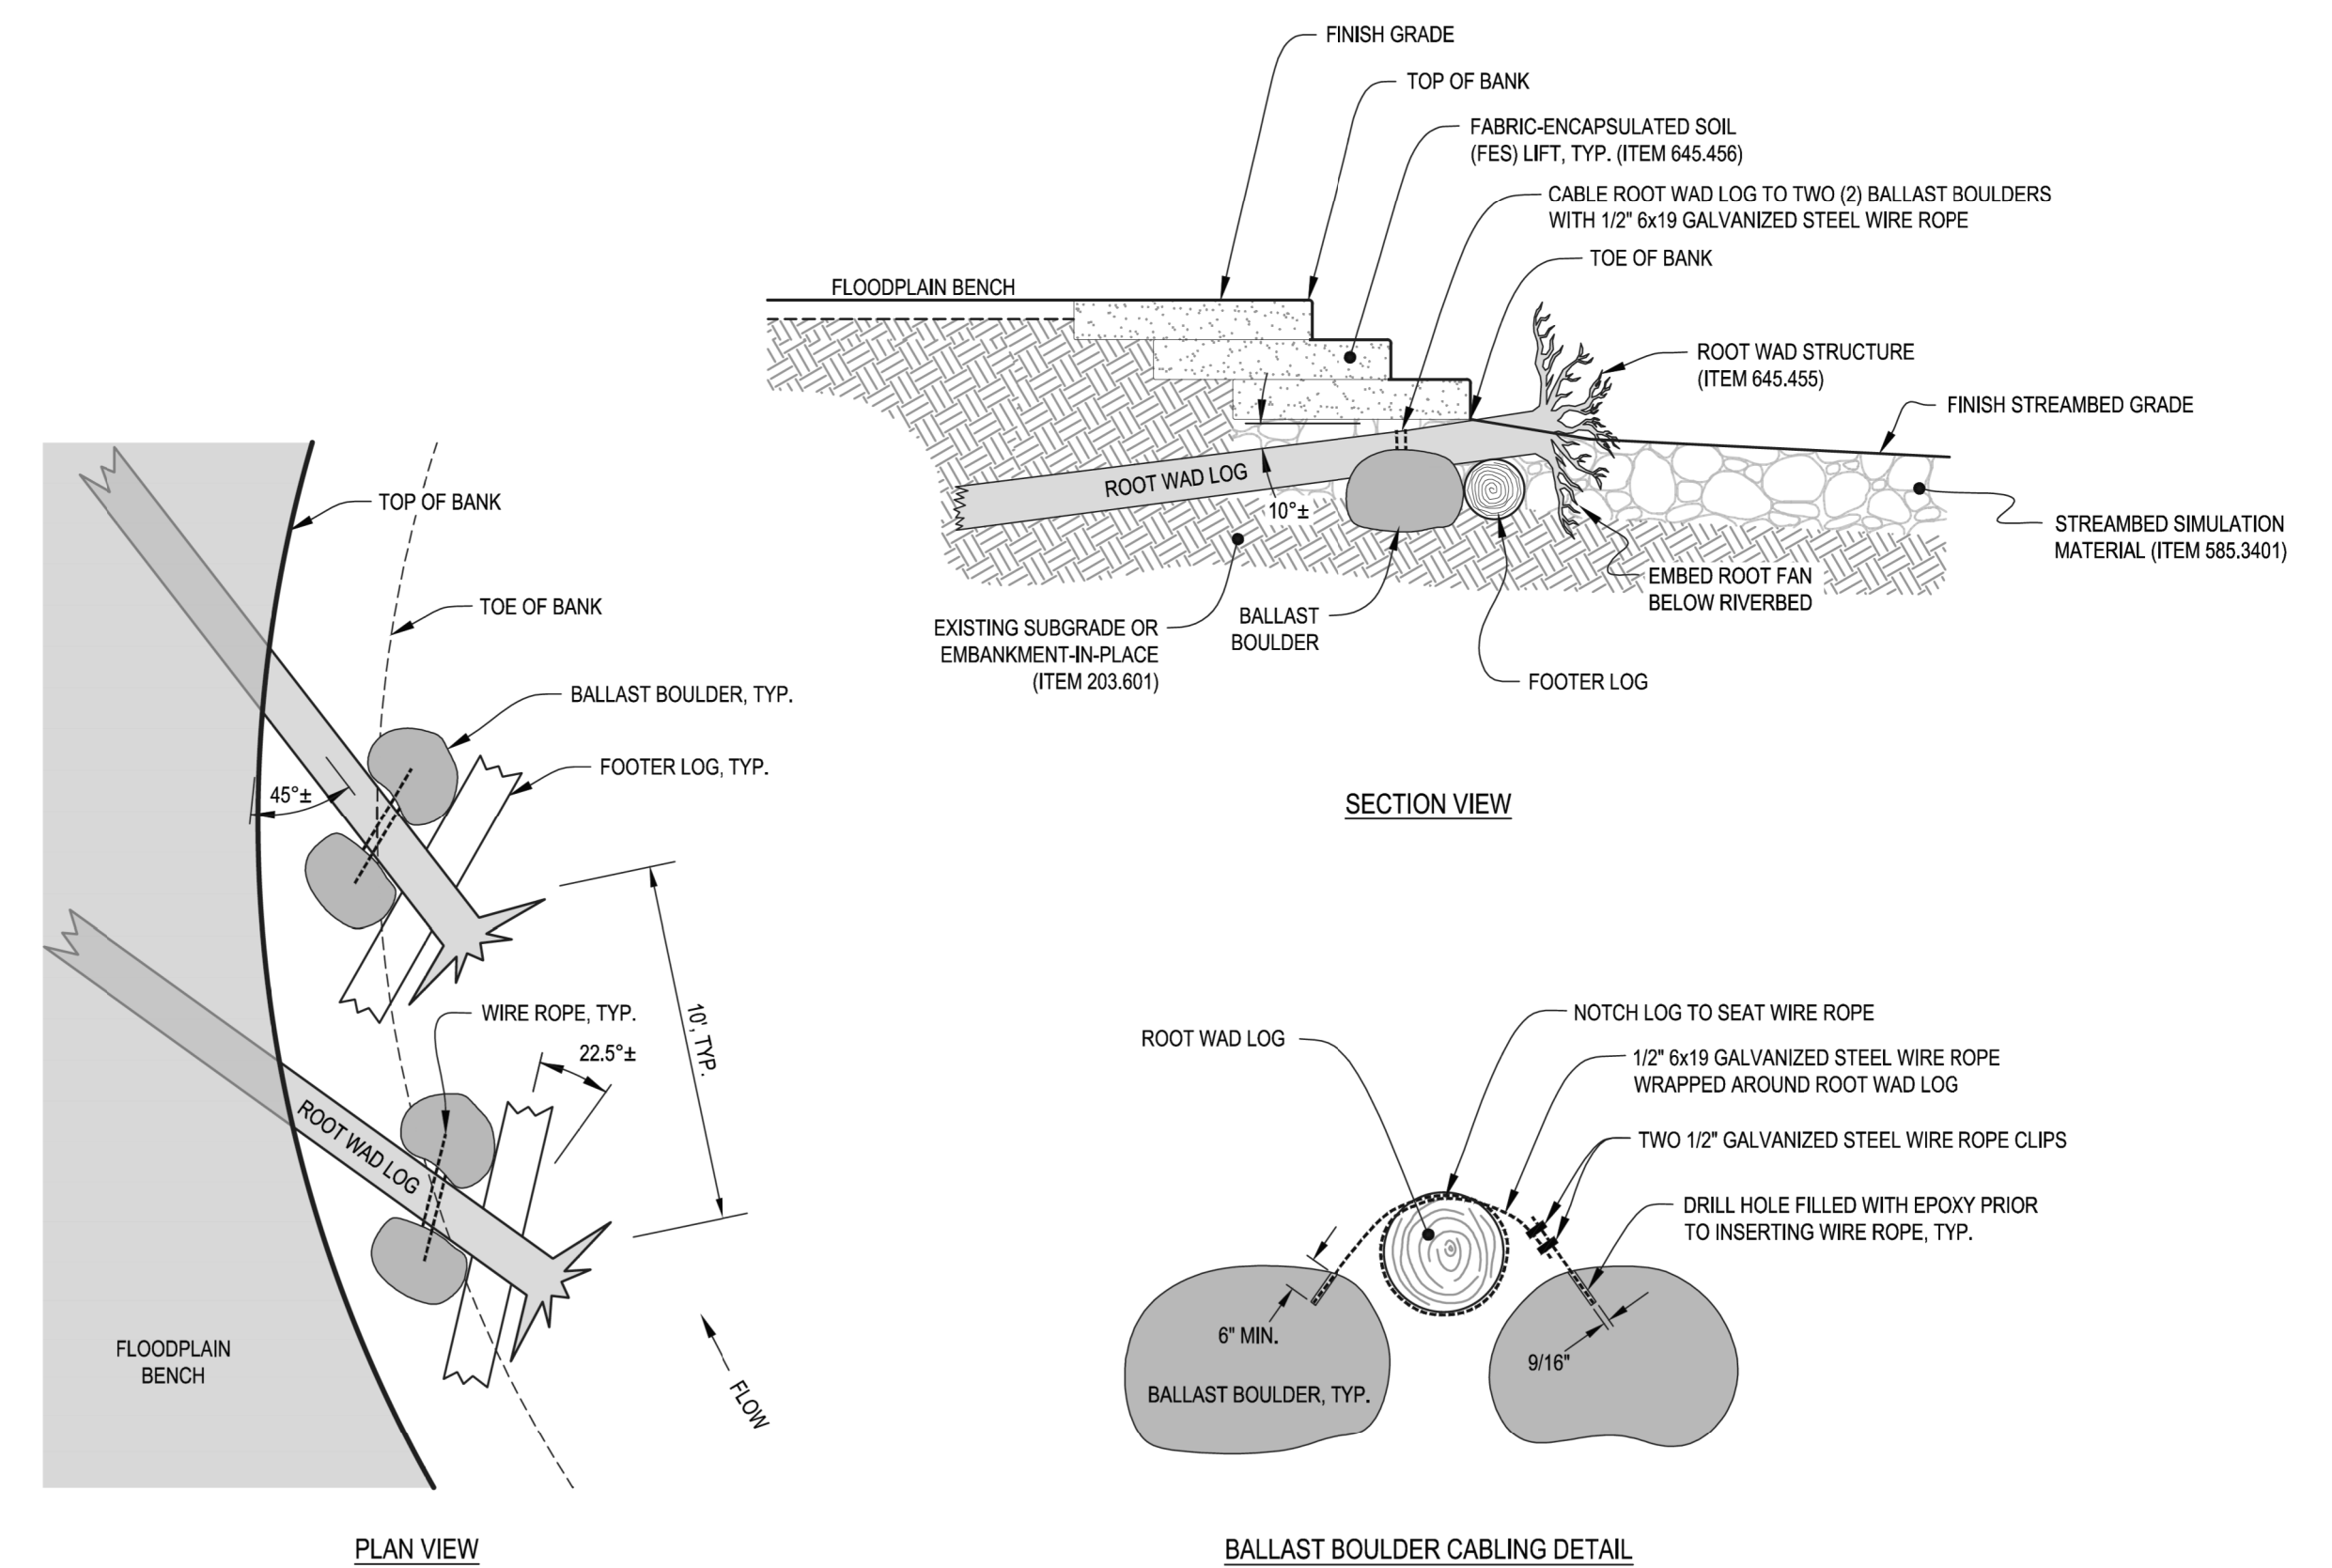 FINISH GRADE
TOP OF BANK
FABRIC-ENCAPSULATED SOIL
(FES) LIFT, TYP. (ITEM 645.456)
CABLE ROOT WAD LOG TO TWO (2) BALLAST BOULDERS
WITH 1/2" 6x19 GALVANIZED STEEL WIRE ROPE
TOE OF BANK
FLOODPLAIN BENCH
ROOT WAD STRUCTURE
(ITEM 645.455)
FINISH STREAMBED GRADE
ROOT WAD LOG
10°±
STREAMBED SIMULATION
MATERIAL (ITEM 585.3401)
EMBED ROOT FAN
BELOW RIVERBED
BALLAST
BOULDER
EXISTING SUBGRADE OR
EMBANKMENT-IN-PLACE
(ITEM 203.601)
FOOTER LOG
SECTION VIEW
TOP OF BANK
TOE OF BANK
BALLAST BOULDER, TYP.
FOOTER LOG, TYP.
45°±
WIRE ROPE, TYP.
22.5°±
10', TYP.
ROOT WAD LOG
FLOODPLAIN
BENCH
FLOW
PLAN VIEW
NOTCH LOG TO SEAT WIRE ROPE
ROOT WAD LOG
1/2" 6x19 GALVANIZED STEEL WIRE ROPE
WRAPPED AROUND ROOT WAD LOG
TWO 1/2" GALVANIZED STEEL WIRE ROPE CLIPS
DRILL HOLE FILLED WITH EPOXY PRIOR
TO INSERTING WIRE ROPE, TYP.
6" MIN.
9/16"
BALLAST BOULDER, TYP.
BALLAST BOULDER CABLING DETAIL